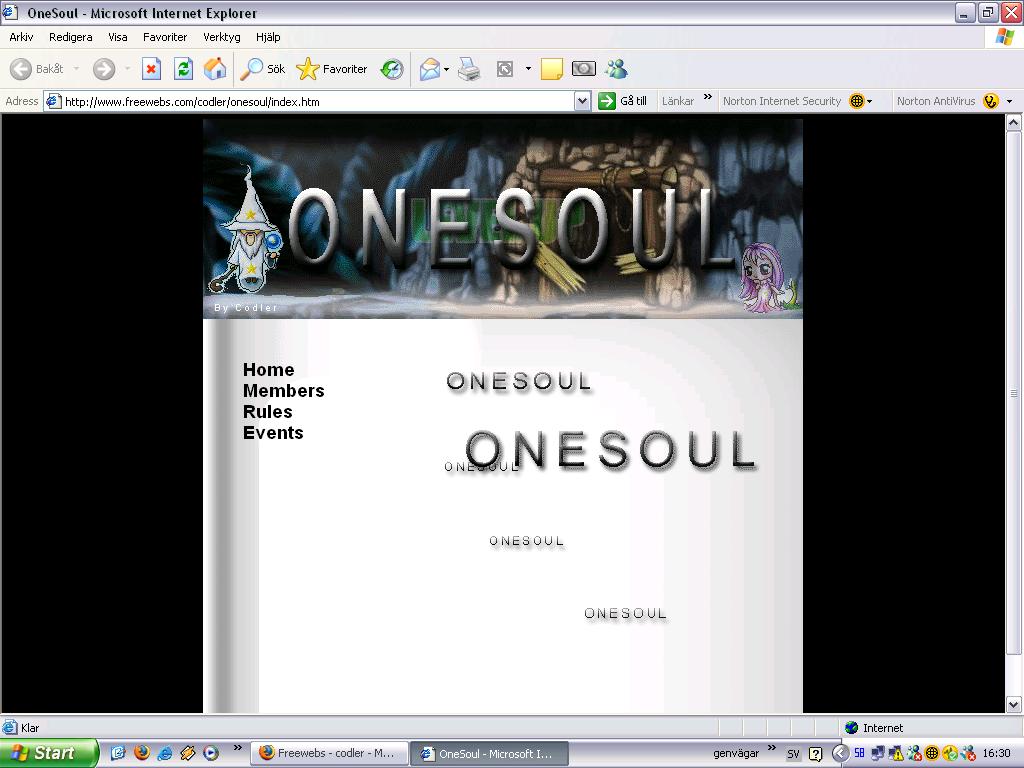 OneSoul - Microsoft Internet Explorer
Arkiv Redigera Visa Favoriter Verktyg Hjälp
Bakåt Sök Favoriter
Adress http://www.freewebs.com/codler/onesoul/index.htm Gå till Länkar » Norton Internet Security Norton AntiVirus
ONESOUL
By Codler
Home
Members
Rules
Events
ONESOUL
ONESOUL
ONESOUL
ONESOUL
ONESOUL
Klar Internet
Start » Freewebs - codler - M... OneSoul - Microsoft I... genvägar » SV 58 16:30